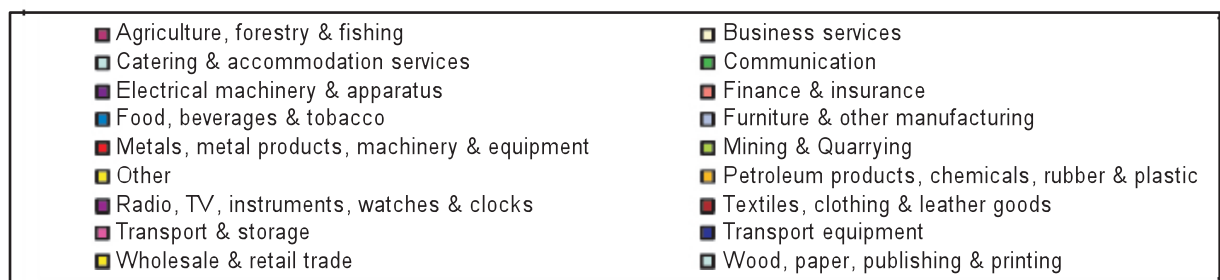 Agriculture, forestry & fishing
Catering & accommodation services
Electrical machinery & apparatus
Food, beverages & tobacco
Metals, metal products, machinery & equipment
Other
Radio, TV, instruments, watches & clocks
Transport & storage
Wholesale & retail trade
Business services
Communication
Finance & insurance
Furniture & other manufacturing
Mining & Quarrying
Petroleum products, chemicals, rubber & plastic
Textiles, clothing & leather goods
Transport equipment
Wood, paper, publishing & printing